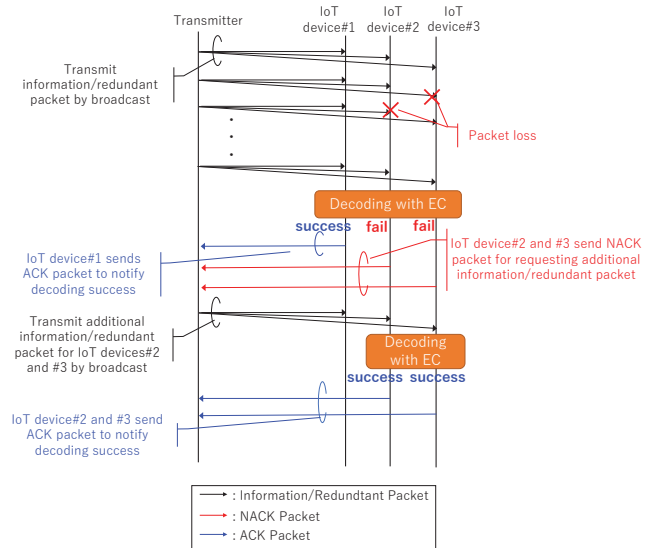 Transmitter
IoT
device#1
IoT
device#2
IoT
device#3
Transmit
information/redundant
packet by broadcast
Packet loss
Decoding with EC
success
fail
fail
IoT device#1 sends
ACK packet to notify
decoding success
IoT device#2 and #3 send NACK
packet for requesting additional
information/redundant packet
Transmit additional
information/redundant
packet for IoT devices#2
and #3 by broadcast
Decoding
with EC
success success
IoT device#2 and #3 send
ACK packet to notify
decoding success
: Information/Redundtant Packet
: NACK Packet
: ACK Packet